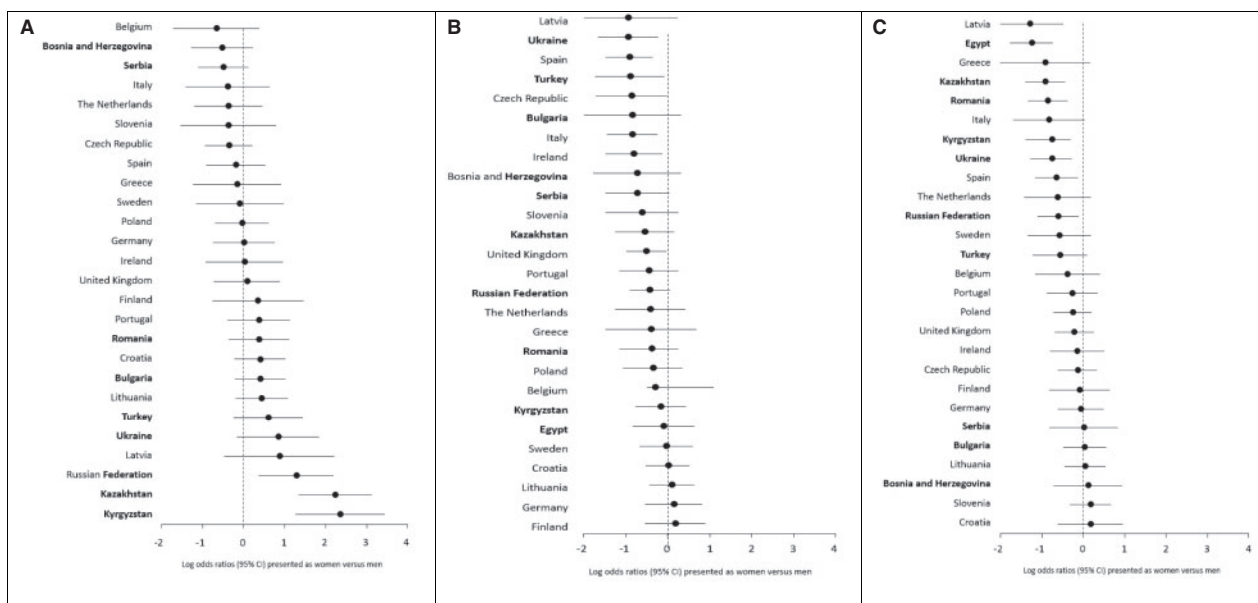 A
Belgium
Bosnia and Herzegovina
Serbia
Italy
The Netherlands
Slovenia
Czech Republic
Spain
Greece
Sweden
Poland
Germany
Ireland
United Kingdom
Finland
Portugal
Romania
Croatia
Bulgaria
Lithuania
Turkey
Ukraine
Latvia
Russian Federation
Kazakhstan
Kyrgyzstan
-2 -1 0 1 2 3 4
Log odds ratios (95% CI) presented as women versus men
B
Latvia
Ukraine
Spain
Turkey
Czech Republic
Bulgaria
Italy
Ireland
Bosnia and Herzegovina
Serbia
Slovenia
Kazakhstan
United Kingdom
Portugal
Russian Federation
The Netherlands
Greece
Romania
Poland
Belgium
Kyrgyzstan
Egypt
Sweden
Croatia
Lithuania
Germany
Finland
-2 -1 0 1 2 3 4
Log odds ratios (95% CI) presented as women versus men
C
Latvia
Egypt
Greece
Kazakhstan
Romania
Italy
Kyrgyzstan
Ukraine
Spain
The Netherlands
Russian Federation
Sweden
Turkey
Belgium
Portugal
Poland
United Kingdom
Ireland
Czech Republic
Finland
Germany
Serbia
Bulgaria
Lithuania
Bosnia and Herzegovina
Slovenia
Croatia
-2 -1 0 1 2 3 4
Log odds ratios (95% CI) presented as women versus men